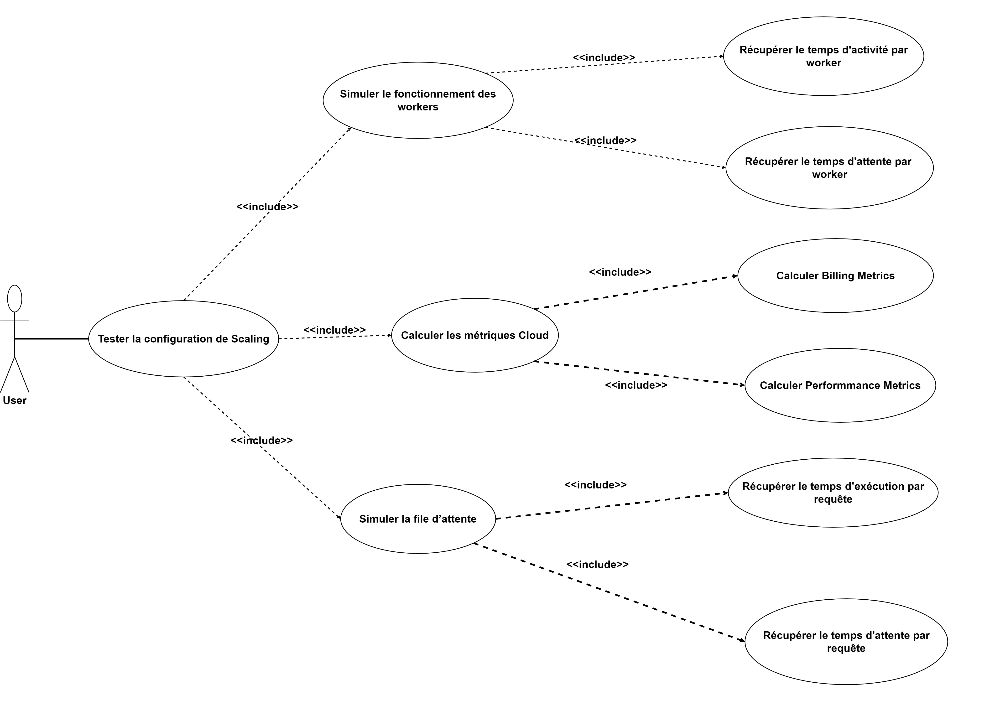 Récupérer le temps d'activité par
worker
<<include>>
Simuler le fonctionnement des
workers
<<include>>
Récupérer le temps d'attente par
worker
<<include>>
<<include>>
Calculer Billing Metrics
<<include>>
Tester la configuration de Scaling
Calculer les métriques Cloud
<<include>>
Calculer Performmance Metrics
User
<<include>>
<<include>>
Récupérer le temps d’exécution par
requête
Simuler la file d’attente
<<include>>
Récupérer le temps d'attente par
requête